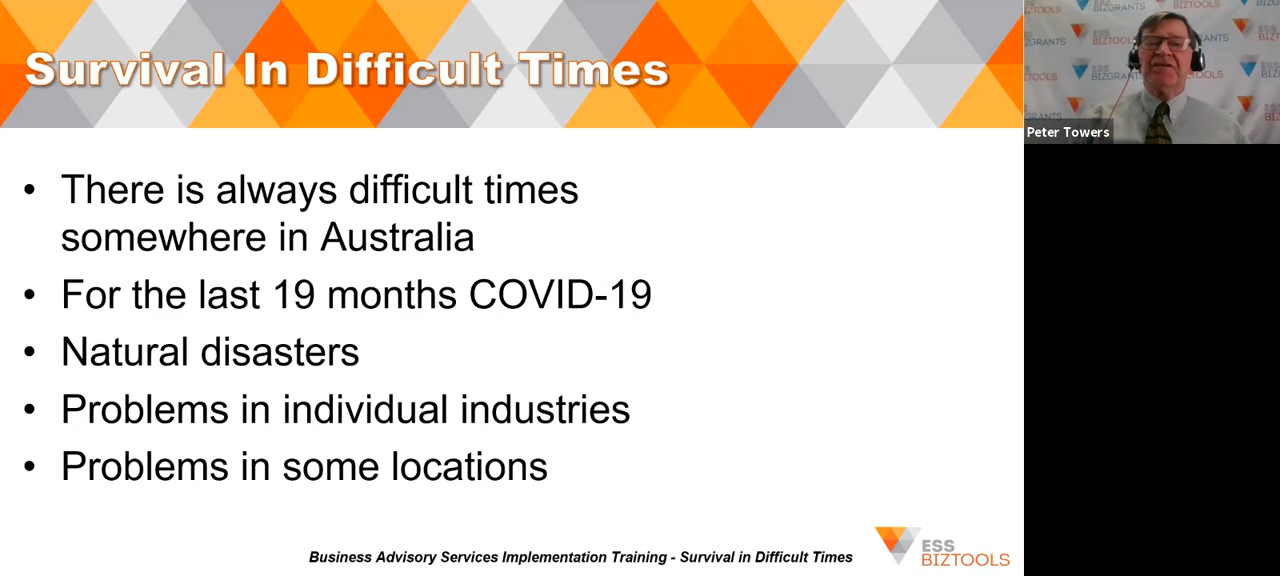 Survival In Difficult Times
• There is always difficult times
somewhere in Australia
• For the last 19 months COVID-19
• Natural disasters
• Problems in individual industries
• Problems in some locations
Business Advisory Services Implementation Training - Survival in Difficult Times
ESS
BIZTOOLS
BIZGRANTS
Peter Towers